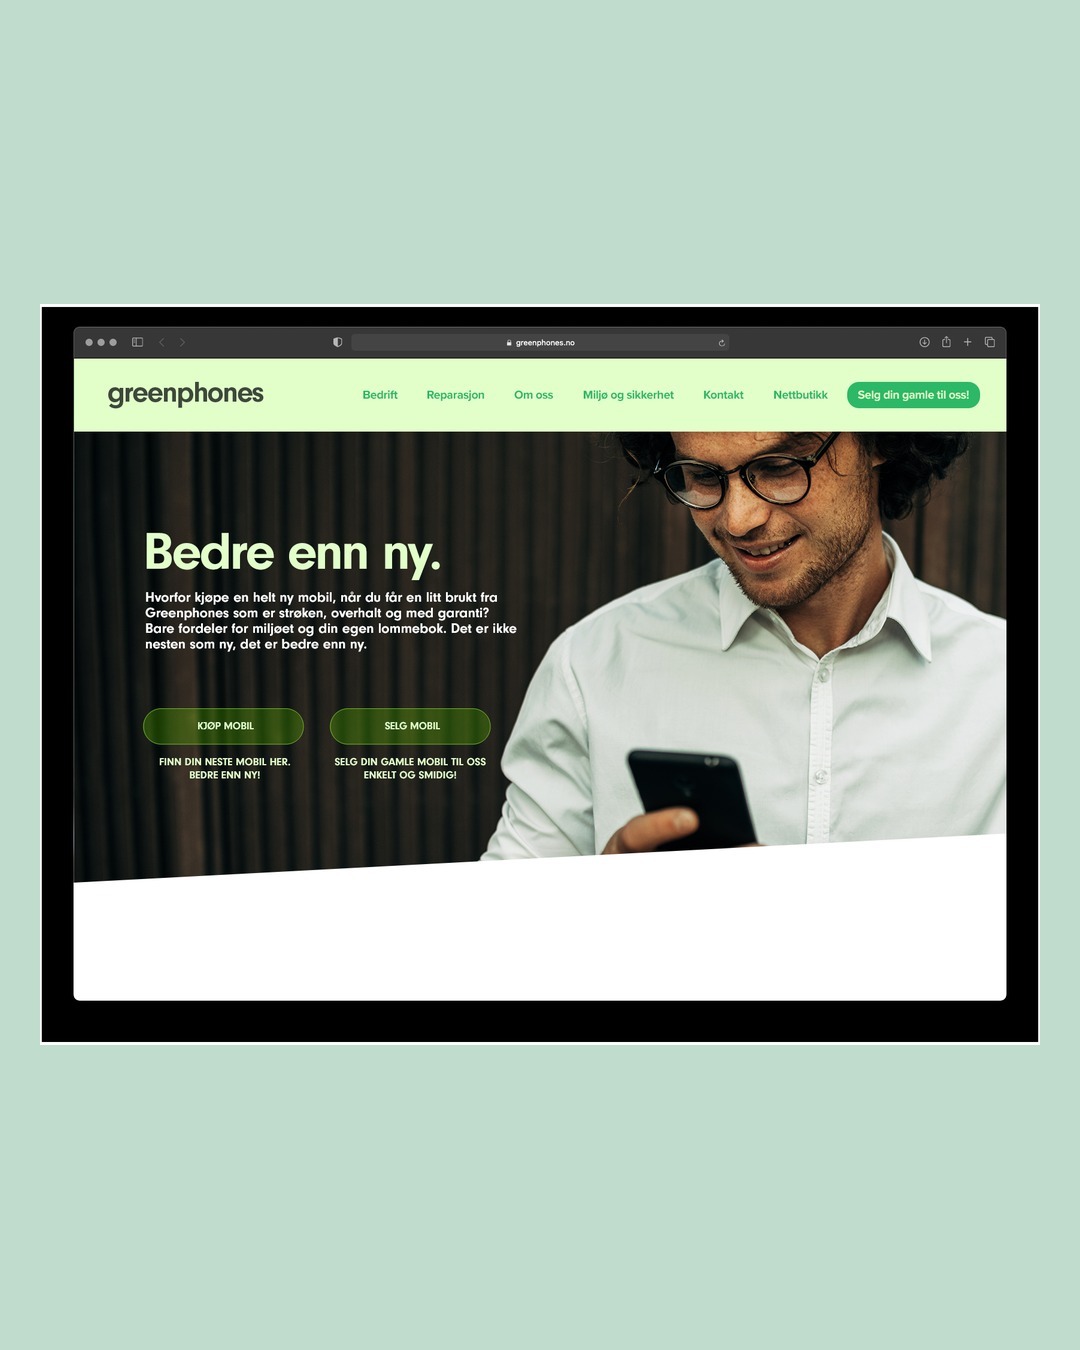 greenphones.no
greenphones
Bedrift Reparasjon Om oss Miljø og sikkerhet Kontakt Nettbutikk Selg din gamle til oss!
Bedre enn ny.
Hvorfor kjøpe en helt ny mobil, når du får en litt brukt fra
Greenphones som er strøken, overhalt og med garanti?
Bare fordeler for miljøet og din egen lommebok. Det er ikke
nesten som ny, det er bedre enn ny.
KJØP MOBIL
FINN DIN NESTE MOBIL HER.
BEDRE ENN NY!
SELG MOBIL
SELG DIN GAMLE MOBIL TIL OSS
ENKELT OG SMIDIG!